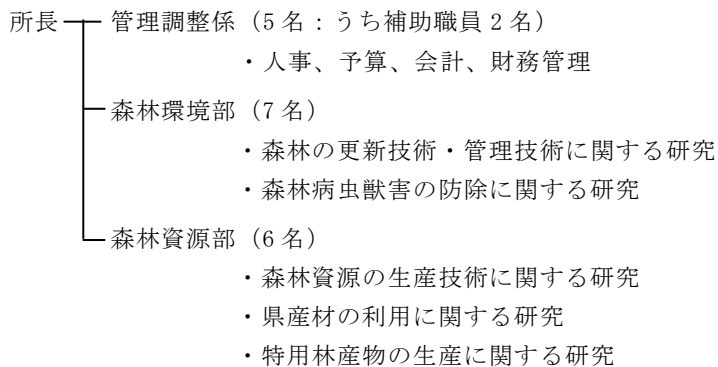 所長 管理調整係（5名：うち補助職員2名）
・人事、予算、会計、財務管理
森林環境部（7名）
・森林の更新技術・管理技術に関する研究
・森林病虫獣害の防除に関する研究
森林資源部（6名）
・森林資源の生産技術に関する研究
・県産材の利用に関する研究
・特用林産物の生産に関する研究